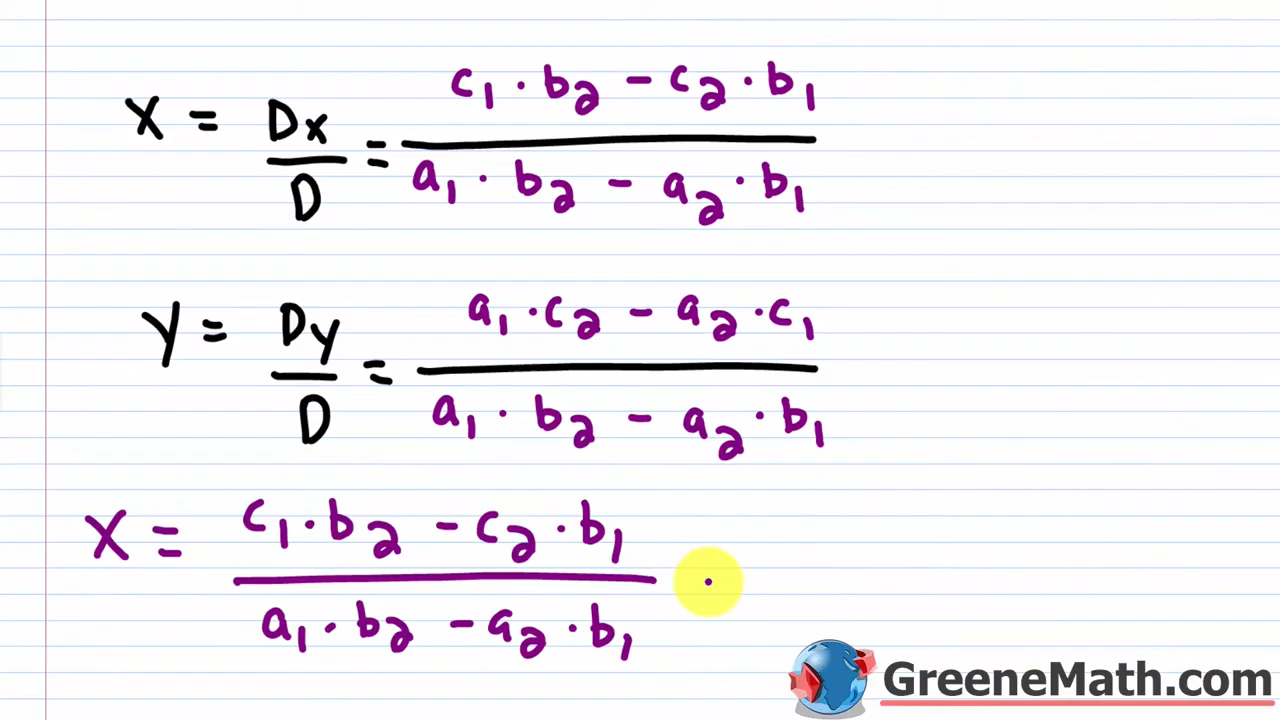 x = Dx/D = (c₁ · b₂ − c₂ · b₁)/(a₁ · b₂ − a₂ · b₁)
y = Dy/D = (a₁ · c₂ − a₂ · c₁)/(a₁ · b₂ − a₂ · b₁)
x = (c₁ · b₂ − c₂ · b₁)/(a₁ · b₂ − a₂ · b₁)
GreeneMath.com